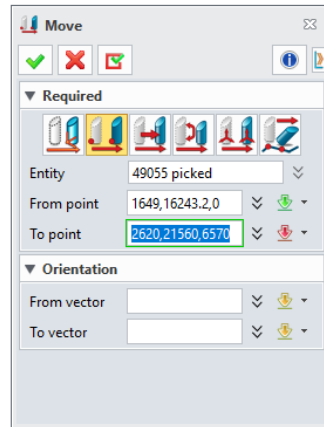 Move
Required
Entity 49055 picked
From point 1649,16243.2,0
To point 2620,21560,6570
Orientation
From vector
To vector